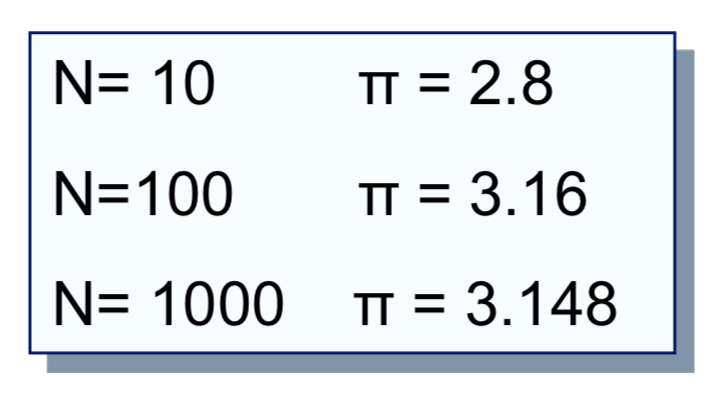 N= 10 π = 2.8
N=100 π = 3.16
N= 1000 π = 3.148